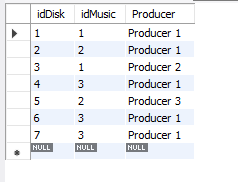 idDisk idMusic Producer
1 1 Producer 1
2 2 Producer 1
3 1 Producer 2
4 3 Producer 1
5 2 Producer 3
6 3 Producer 1
7 3 Producer 1
NULL NULL NULL